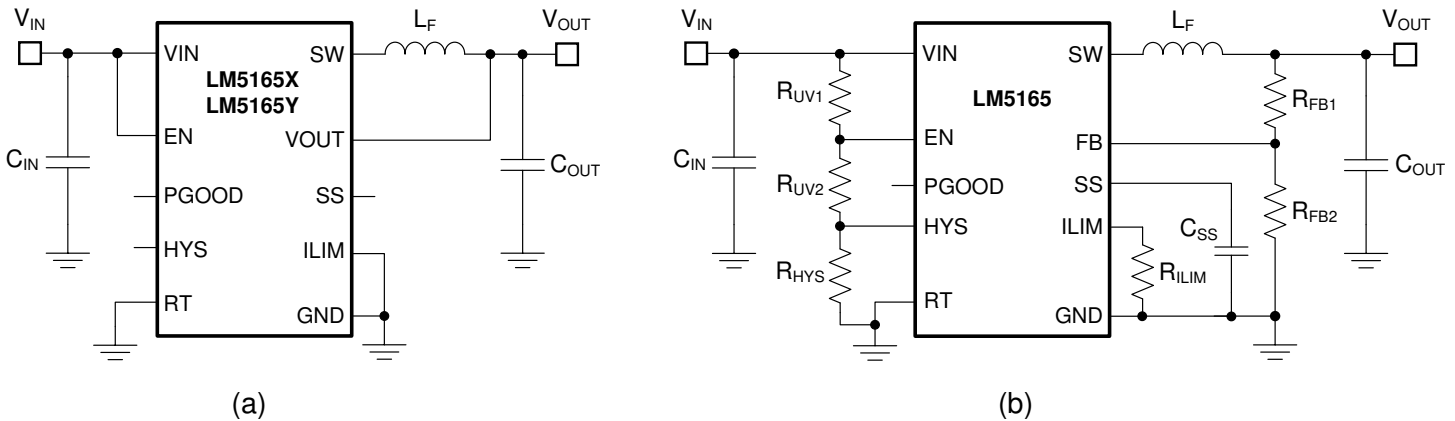 VIN
LF
VOUT
VIN
SW
LM5165X
LM5165Y
EN
VOUT
CIN
COUT
PGOOD
SS
HYS
ILIM
RT
GND
(a)
VIN
LF
VOUT
VIN
SW
RUV1
LM5165
RFB1
EN
FB
CIN
RUV2
COUT
PGOOD
SS
RFB2
HYS
ILIM
CSS
RHYS
RILIM
RT
GND
(b)